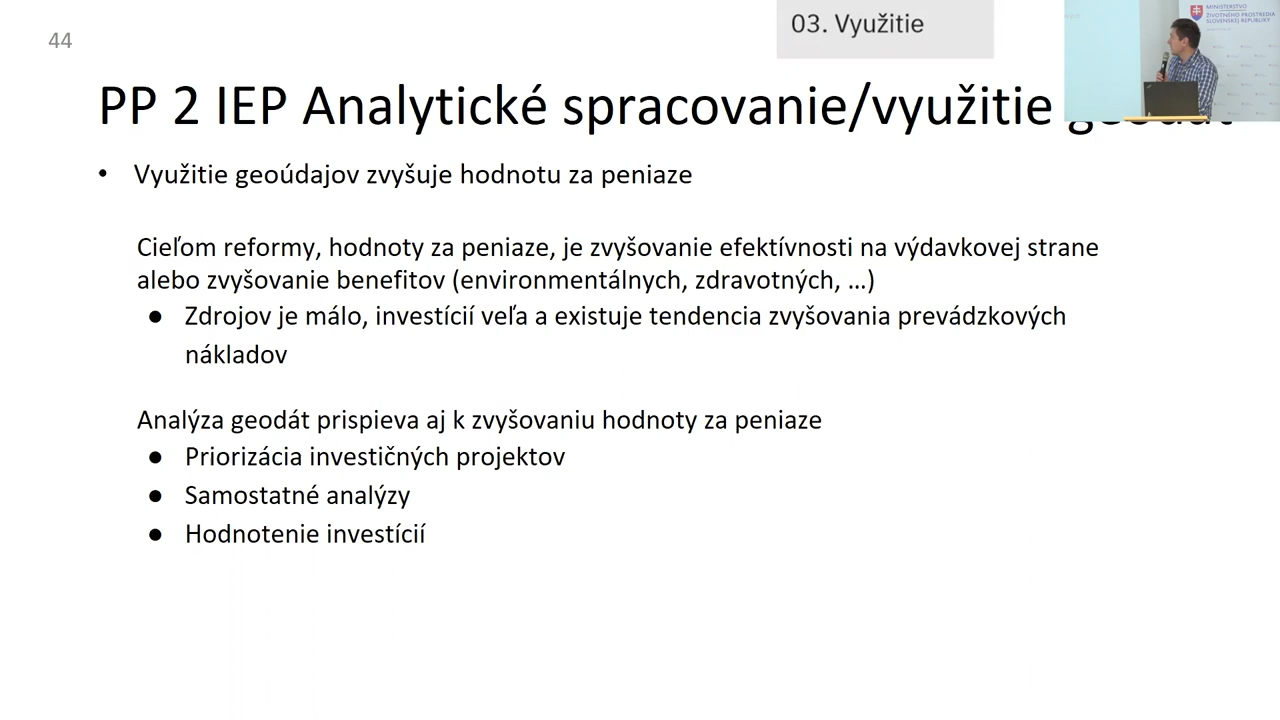 44
03. Využitie
MINISTERSTVO
ŽIVOTNÉHO PROSTREDIA
SLOVENSKEJ REPUBLIKY
PP 2 IEP Analytické spracovanie/využitie
• Využitie geoúdajov zvyšuje hodnotu za peniaze
Cieľom reformy, hodnoty za peniaze, je zvyšovanie efektívnosti na výdavkovej strane
alebo zvyšovanie benefitov (environmentálnych, zdravotných, …)
● Zdrojov je málo, investícií veľa a existuje tendencia zvyšovania prevádzkových
nákladov
Analýza geodát prispieva aj k zvyšovaniu hodnoty za peniaze
● Priorizácia investičných projektov
● Samostatné analýzy
● Hodnotenie investícií